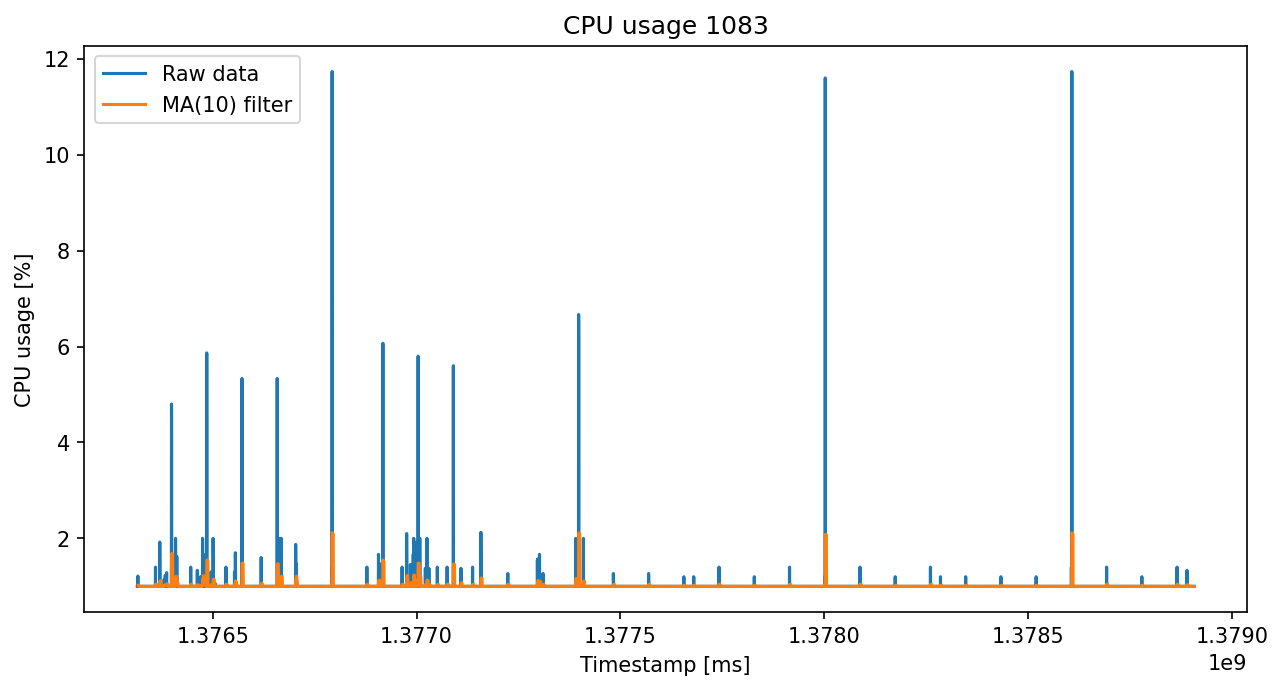 CPU usage 1083
Raw data
MA(10) filter
CPU usage [%]
12
10
8
6
4
2
1.3765
1.3770
1.3775
1.3780
1.3785
1.3790
1e9
Timestamp [ms]